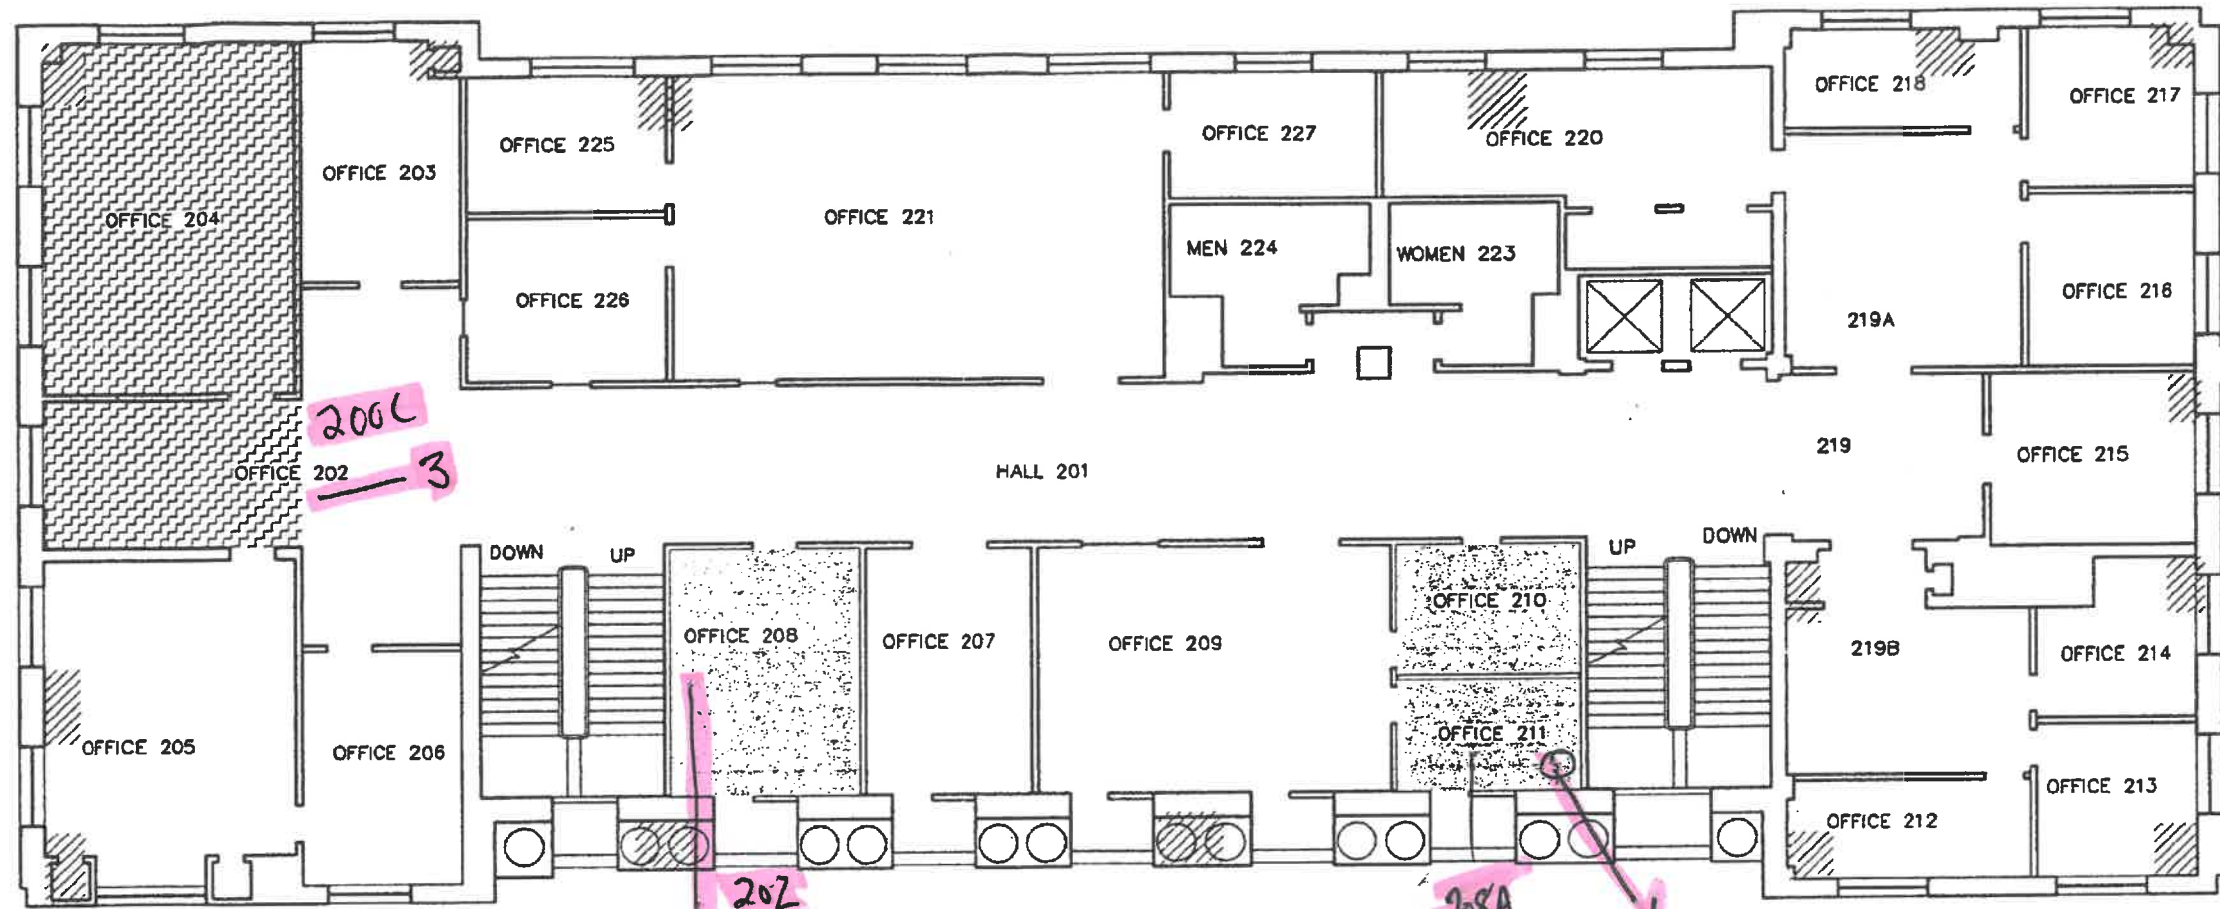 OFFICE 218
OFFICE 217
OFFICE 227
OFFICE 220
OFFICE 225
OFFICE 203
OFFICE 204
OFFICE 221
MEN 224
WOMEN 223
OFFICE 226
OFFICE 216
219A
200C
OFFICE 202
3
HALL 201
219
OFFICE 215
DOWN
UP
UP
DOWN
OFFICE 210
OFFICE 208
OFFICE 207
OFFICE 209
219B
OFFICE 214
OFFICE 211
OFFICE 205
OFFICE 206
OFFICE 213
OFFICE 212
202
208A